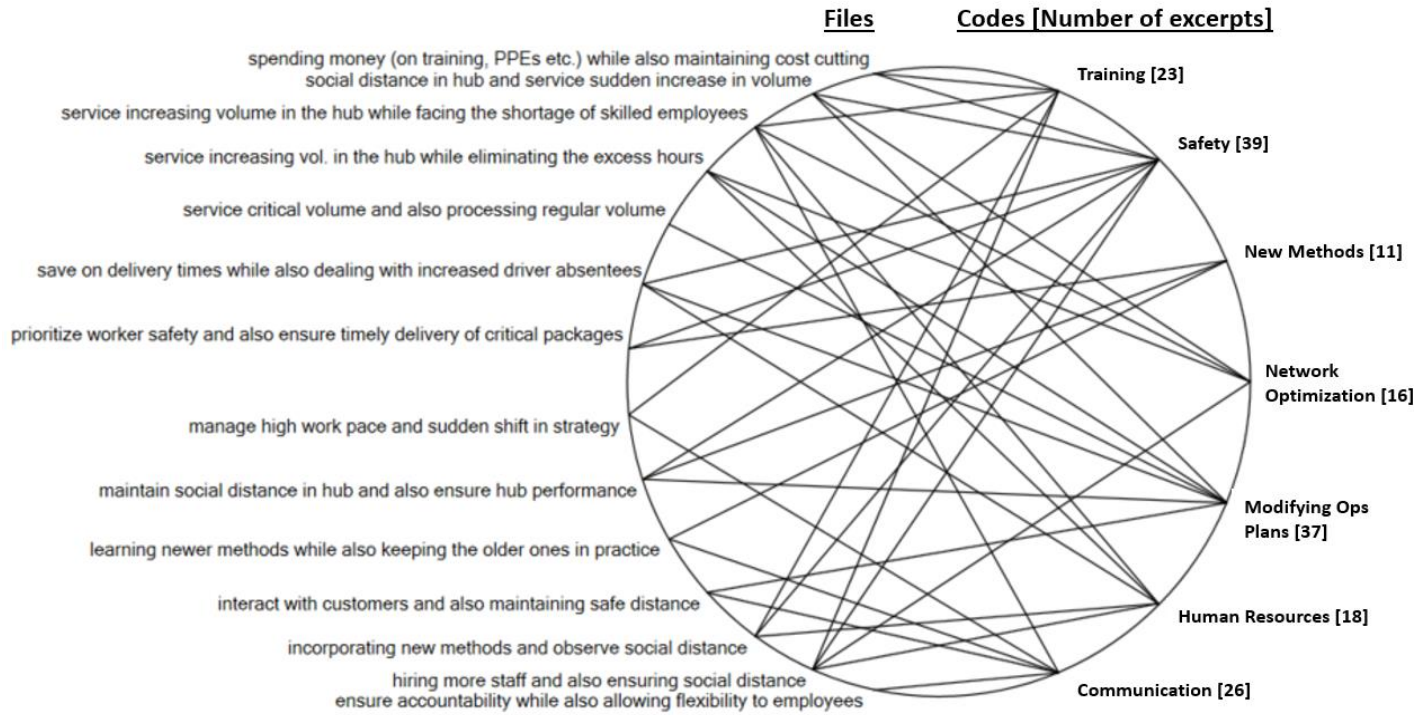 Files
Codes [Number of excerpts]
spending money (on training, PPEs etc.) while also maintaining cost cutting
social distance in hub and service sudden increase in volume
service increasing volume in the hub while facing the shortage of skilled employees
service increasing vol. in the hub while eliminating the excess hours
service critical volume and also processing regular volume
save on delivery times while also dealing with increased driver absentees
prioritize worker safety and also ensure timely delivery of critical packages
manage high work pace and sudden shift in strategy
maintain social distance in hub and also ensure hub performance
learning newer methods while also keeping the older ones in practice
interact with customers and also maintaining safe distance
incorporating new methods and observe social distance
hiring more staff and also ensuring social distance
ensure accountability while also allowing flexibility to employees
Training [23]
Safety [39]
New Methods [11]
Network
Optimization [16]
Modifying Ops
Plans [37]
Human Resources [18]
Communication [26]